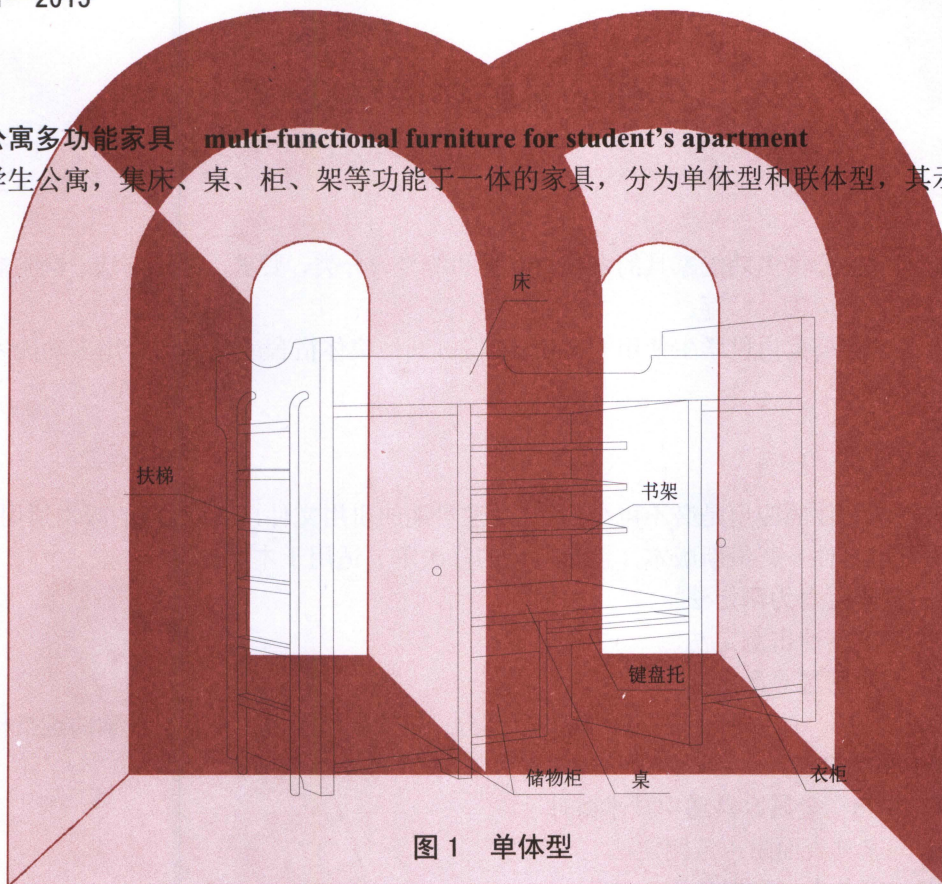 2013
公寓多功能家具 multi-functional furniture for student's apartment
学生公寓，集床、桌、柜、架等功能于一体的家具，分为单体型和联体型，其
床
扶梯
书架
键盘托
储物柜
桌
衣柜
图 1 单体型